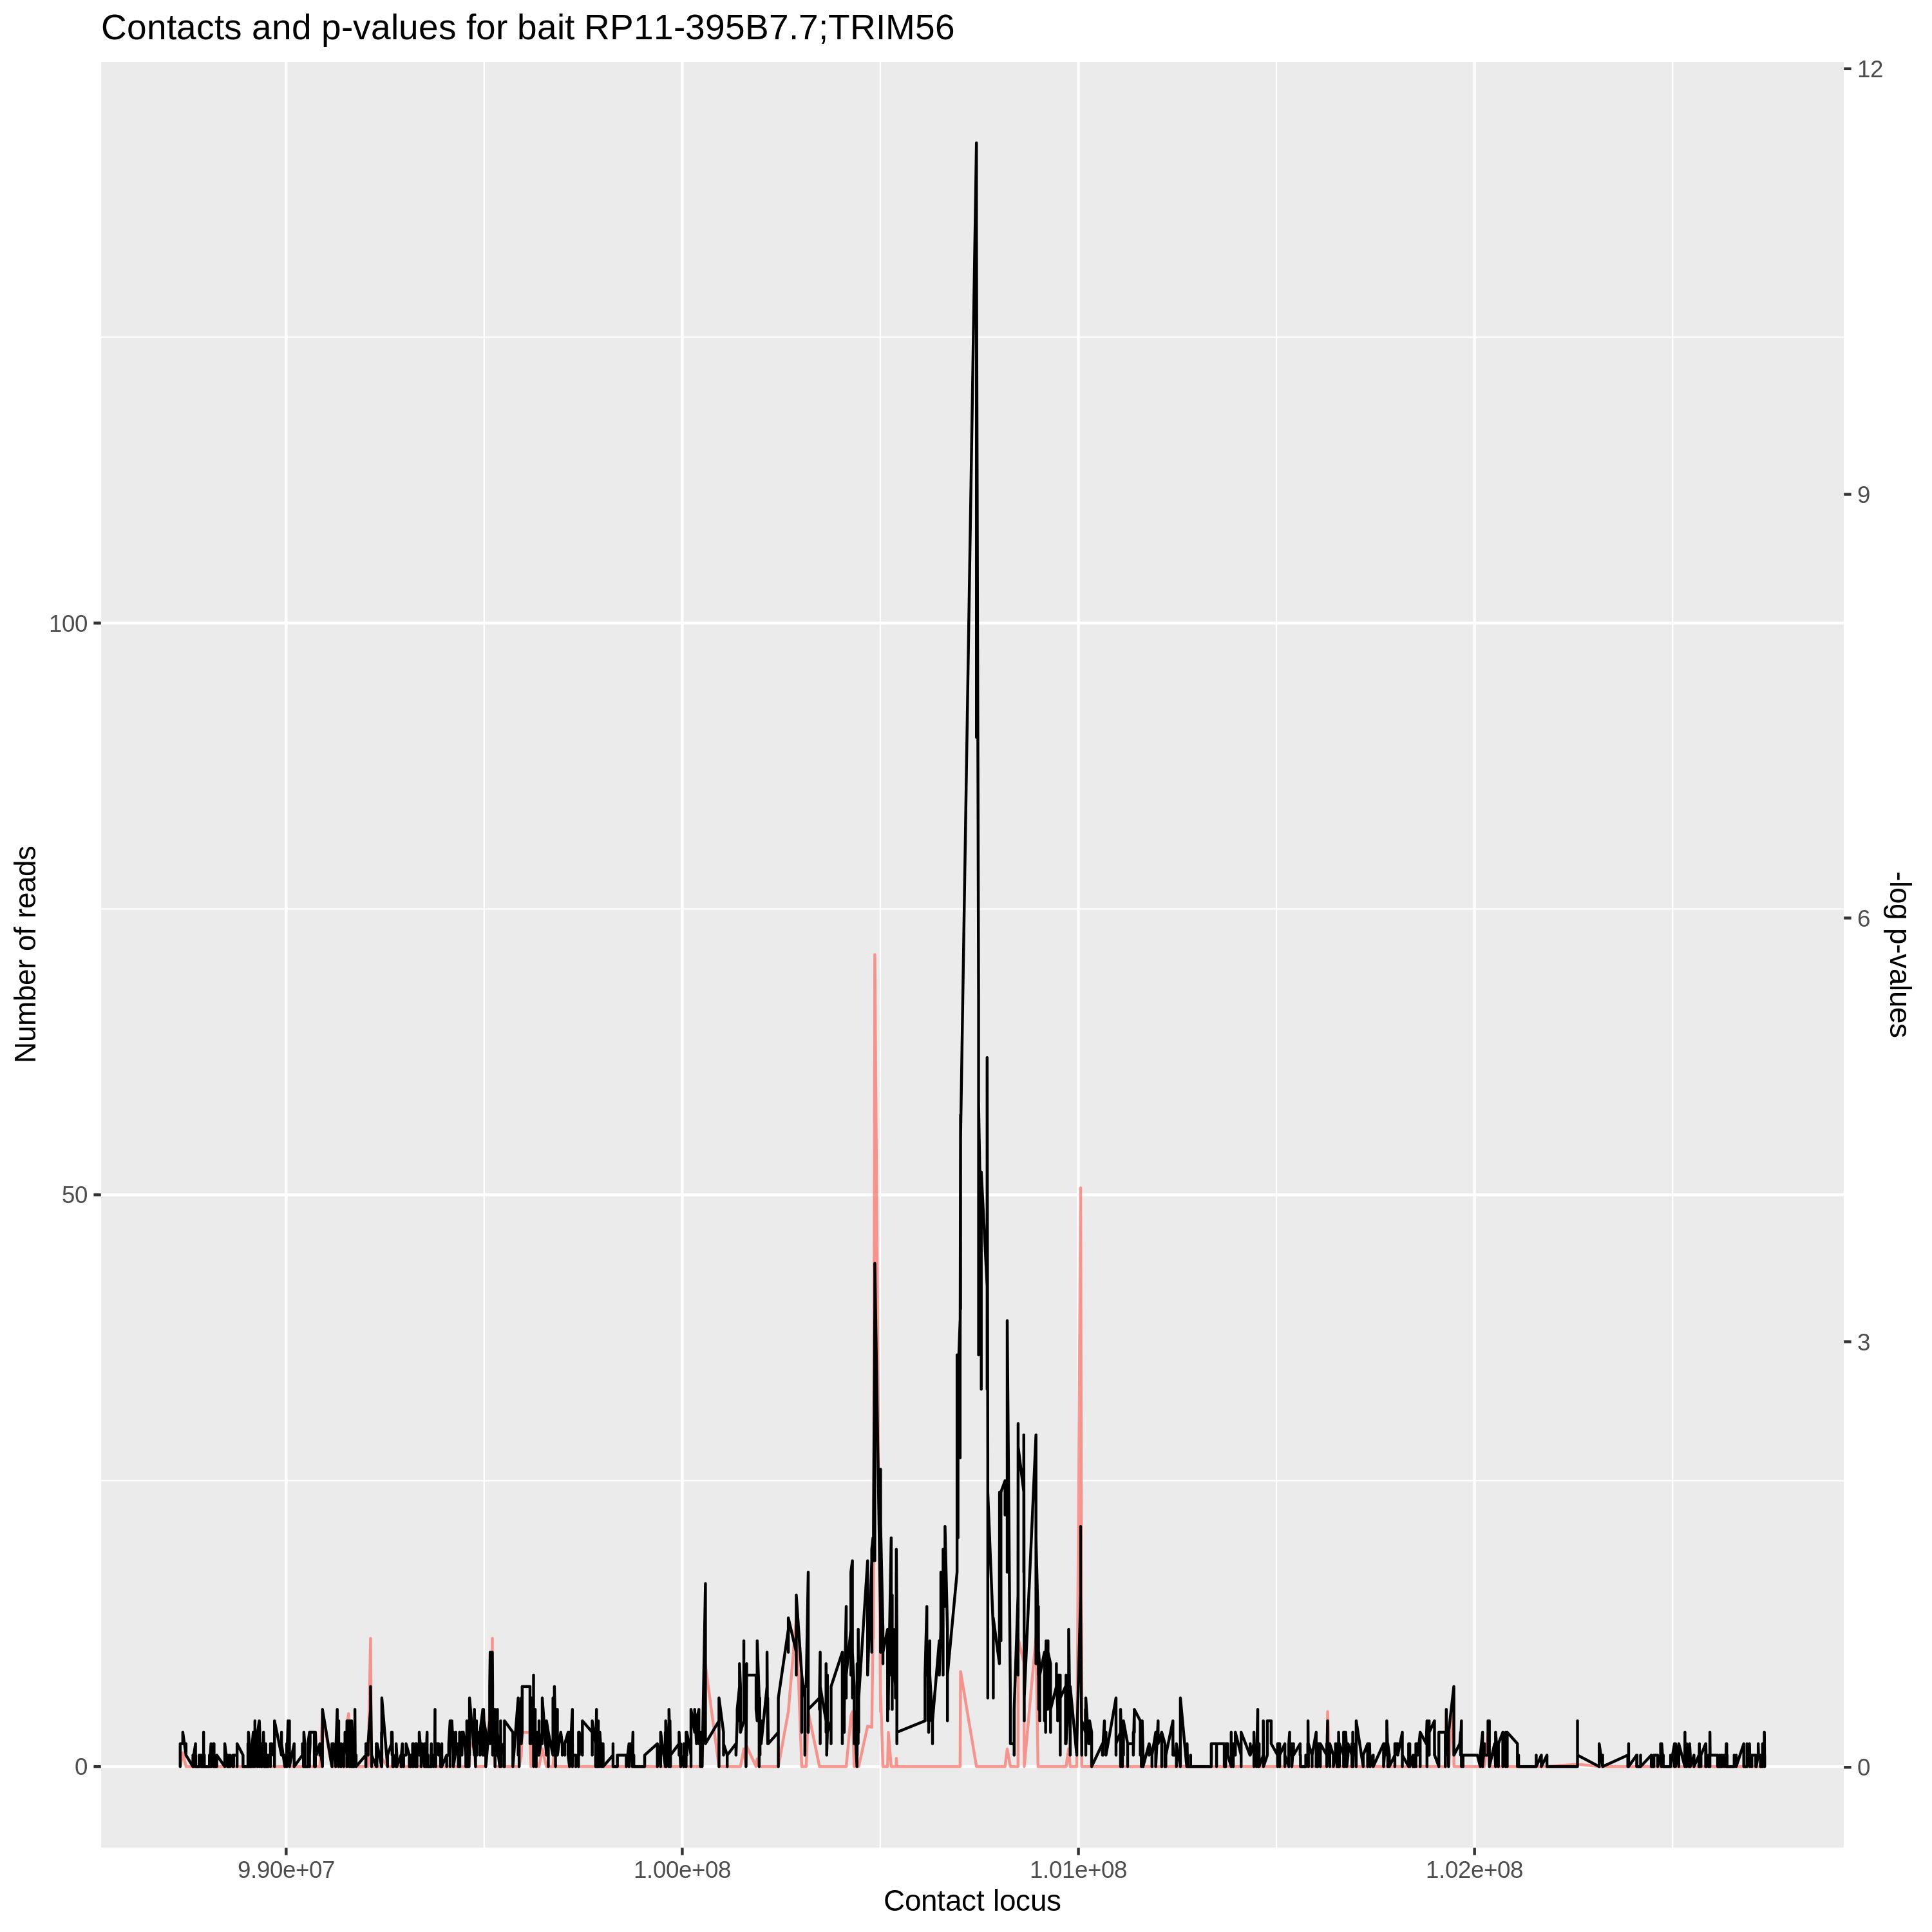 Contacts and p-values for bait RP11-395B7.7;TRIM56
12
9
100
6
Number of reads
-log p-values
50
3
0
0
9.90e+07
1.00e+08
1.01e+08
1.02e+08
Contact locus